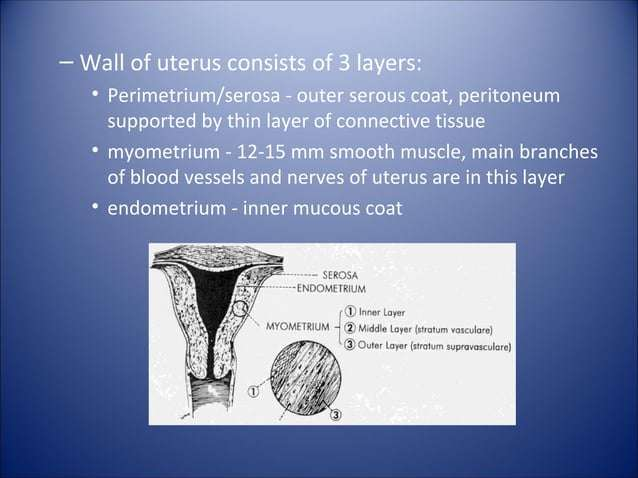 – Wall of uterus consists of 3 layers:
• Perimetrium/serosa - outer serous coat, peritoneum
supported by thin layer of connective tissue
• myometrium - 12-15 mm smooth muscle, main branches
of blood vessels and nerves of uterus are in this layer
• endometrium - inner mucous coat
SEROSA
ENDOMETRIUM
① Inner Layer
MYOMETRIUM ② Middle Layer (stratum vasculare)
③ Outer Layer (stratum supravasculare)
①
③